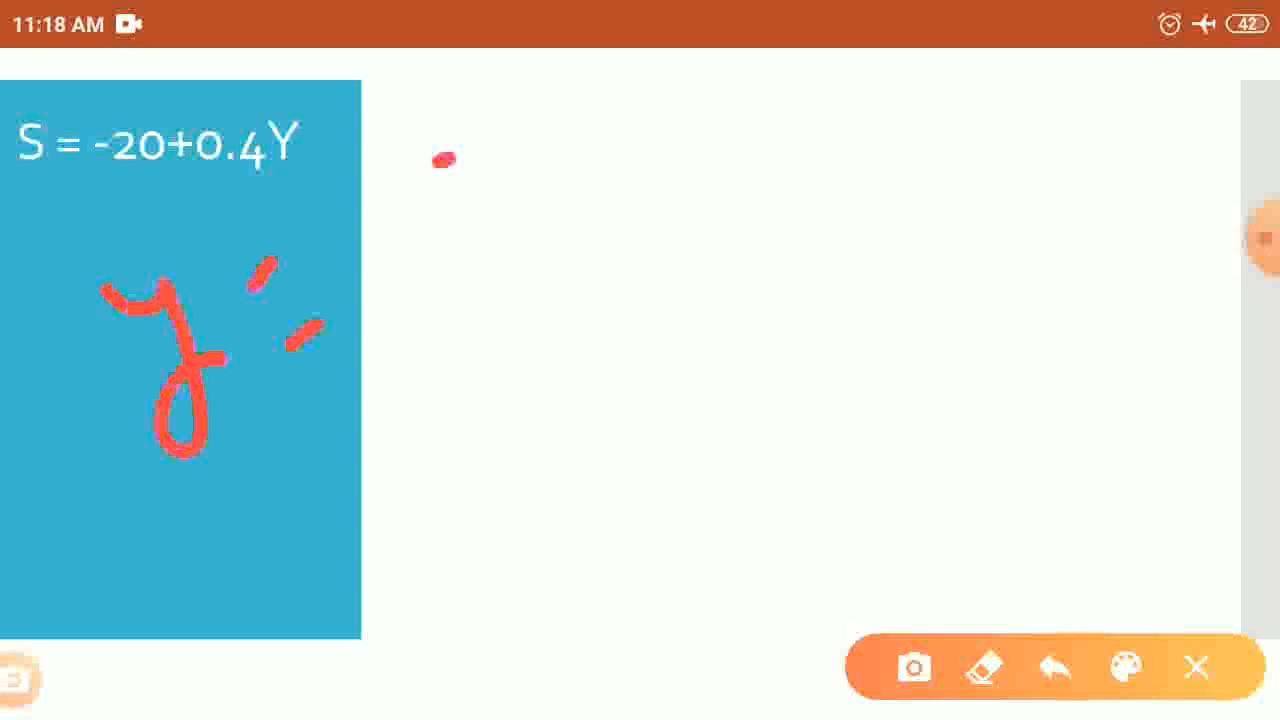 11:18 AM
42
S = -20+0.4Y
y =